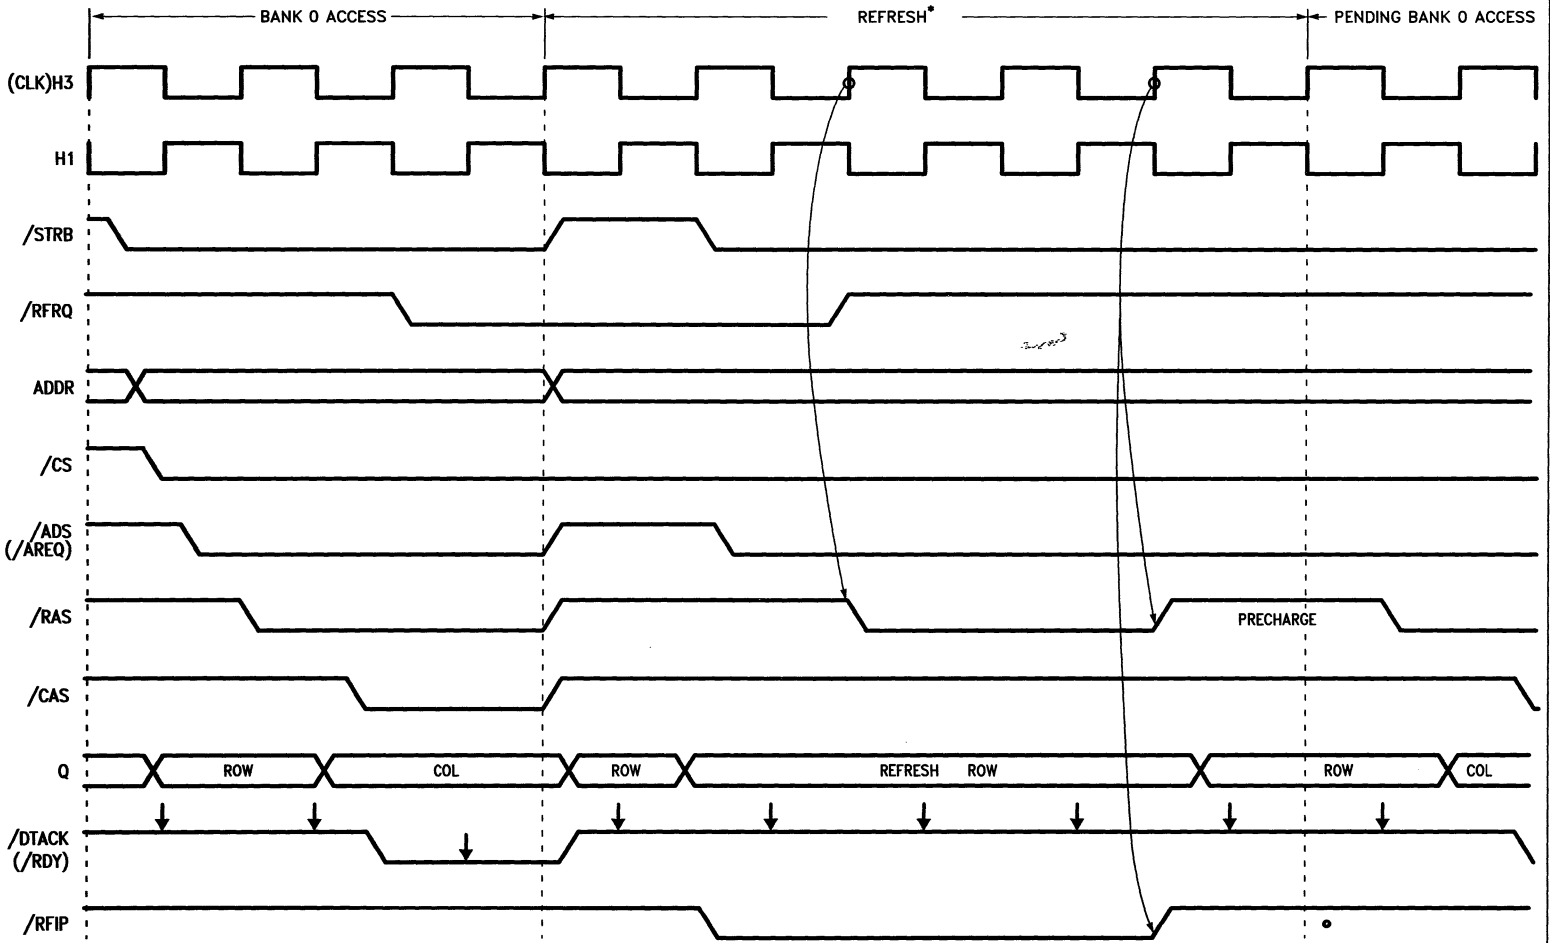 BANK 0 ACCESS
REFRESH*
PENDING BANK 0 ACCESS
(CLK)H3
H1
/STRB
/RFRQ
ADDR
/CS
/ADS
(/AREQ)
/RAS
PRECHARGE
/CAS
Q
ROW
COL
ROW
REFRESH ROW
ROW
COL
/DTACK
(/RDY)
/RFIP